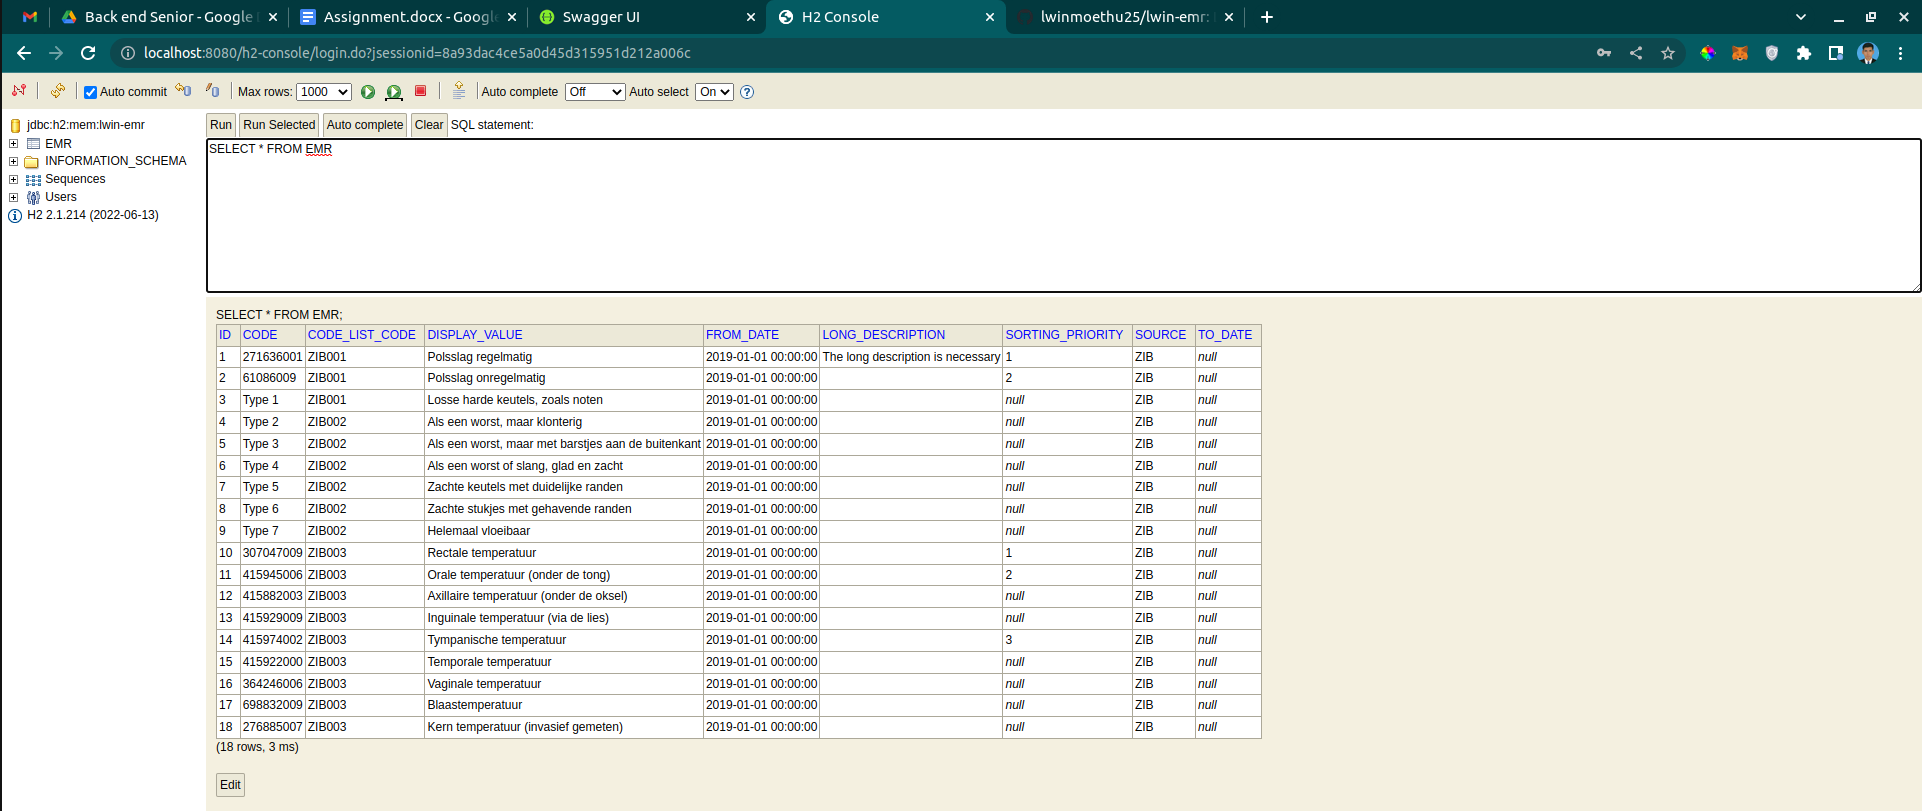 Back end Senior - Google
Assignment.docx - Google
Swagger UI
H2 Console
lwinmoethu25/lwin-emr:
localhost:8080/h2-console/login.do?jsessionid=8a93dac4ce5a0d45d315951d212a006c
Auto commit Max rows: 1000 Auto complete Off Auto select On
jdbc:h2:mem:lwin-emr
EMR
INFORMATION_SCHEMA
Sequences
Users
H2 2.1.214 (2022-06-13)
Run Run Selected Auto complete Clear SQL statement:
SELECT * FROM EMR
SELECT * FROM EMR;
ID CODE CODE_LIST_CODE DISPLAY_VALUE FROM_DATE LONG_DESCRIPTION SORTING_PRIORITY SOURCE TO_DATE
1 271636001 ZIB001 Polsslag regelmatig 2019-01-01 00:00:00 The long description is necessary 1 ZIB null
2 61086009 ZIB001 Polsslag onregelmatig 2019-01-01 00:00:00 2 ZIB null
3 Type 1 ZIB001 Losse harde keutels, zoals noten 2019-01-01 00:00:00 null ZIB null
4 Type 2 ZIB002 Als een worst, maar klonterig 2019-01-01 00:00:00 null ZIB null
5 Type 3 ZIB002 Als een worst, maar met barstjes aan de buitenkant 2019-01-01 00:00:00 null ZIB null
6 Type 4 ZIB002 Als een worst of slang, glad en zacht 2019-01-01 00:00:00 null ZIB null
7 Type 5 ZIB002 Zachte keutels met duidelijke randen 2019-01-01 00:00:00 null ZIB null
8 Type 6 ZIB002 Zachte stukjes met gehavende randen 2019-01-01 00:00:00 null ZIB null
9 Type 7 ZIB002 Helemaal vloeibaar 2019-01-01 00:00:00 null ZIB null
10 307047009 ZIB003 Rectale temperatuur 2019-01-01 00:00:00 1 ZIB null
11 415945006 ZIB003 Orale temperatuur (onder de tong) 2019-01-01 00:00:00 2 ZIB null
12 415882003 ZIB003 Axillaire temperatuur (onder de oksel) 2019-01-01 00:00:00 null ZIB null
13 415929009 ZIB003 Inguinale temperatuur (via de lies) 2019-01-01 00:00:00 null ZIB null
14 415974002 ZIB003 Tympanische temperatuur 2019-01-01 00:00:00 3 ZIB null
15 415922000 ZIB003 Temporale temperatuur 2019-01-01 00:00:00 null ZIB null
16 364246006 ZIB003 Vaginale temperatuur 2019-01-01 00:00:00 null ZIB null
17 698832009 ZIB003 Blaastemperatuur 2019-01-01 00:00:00 null ZIB null
18 276885007 ZIB003 Kern temperatuur (invasief gemeten) 2019-01-01 00:00:00 null ZIB null
(18 rows, 3 ms)
Edit